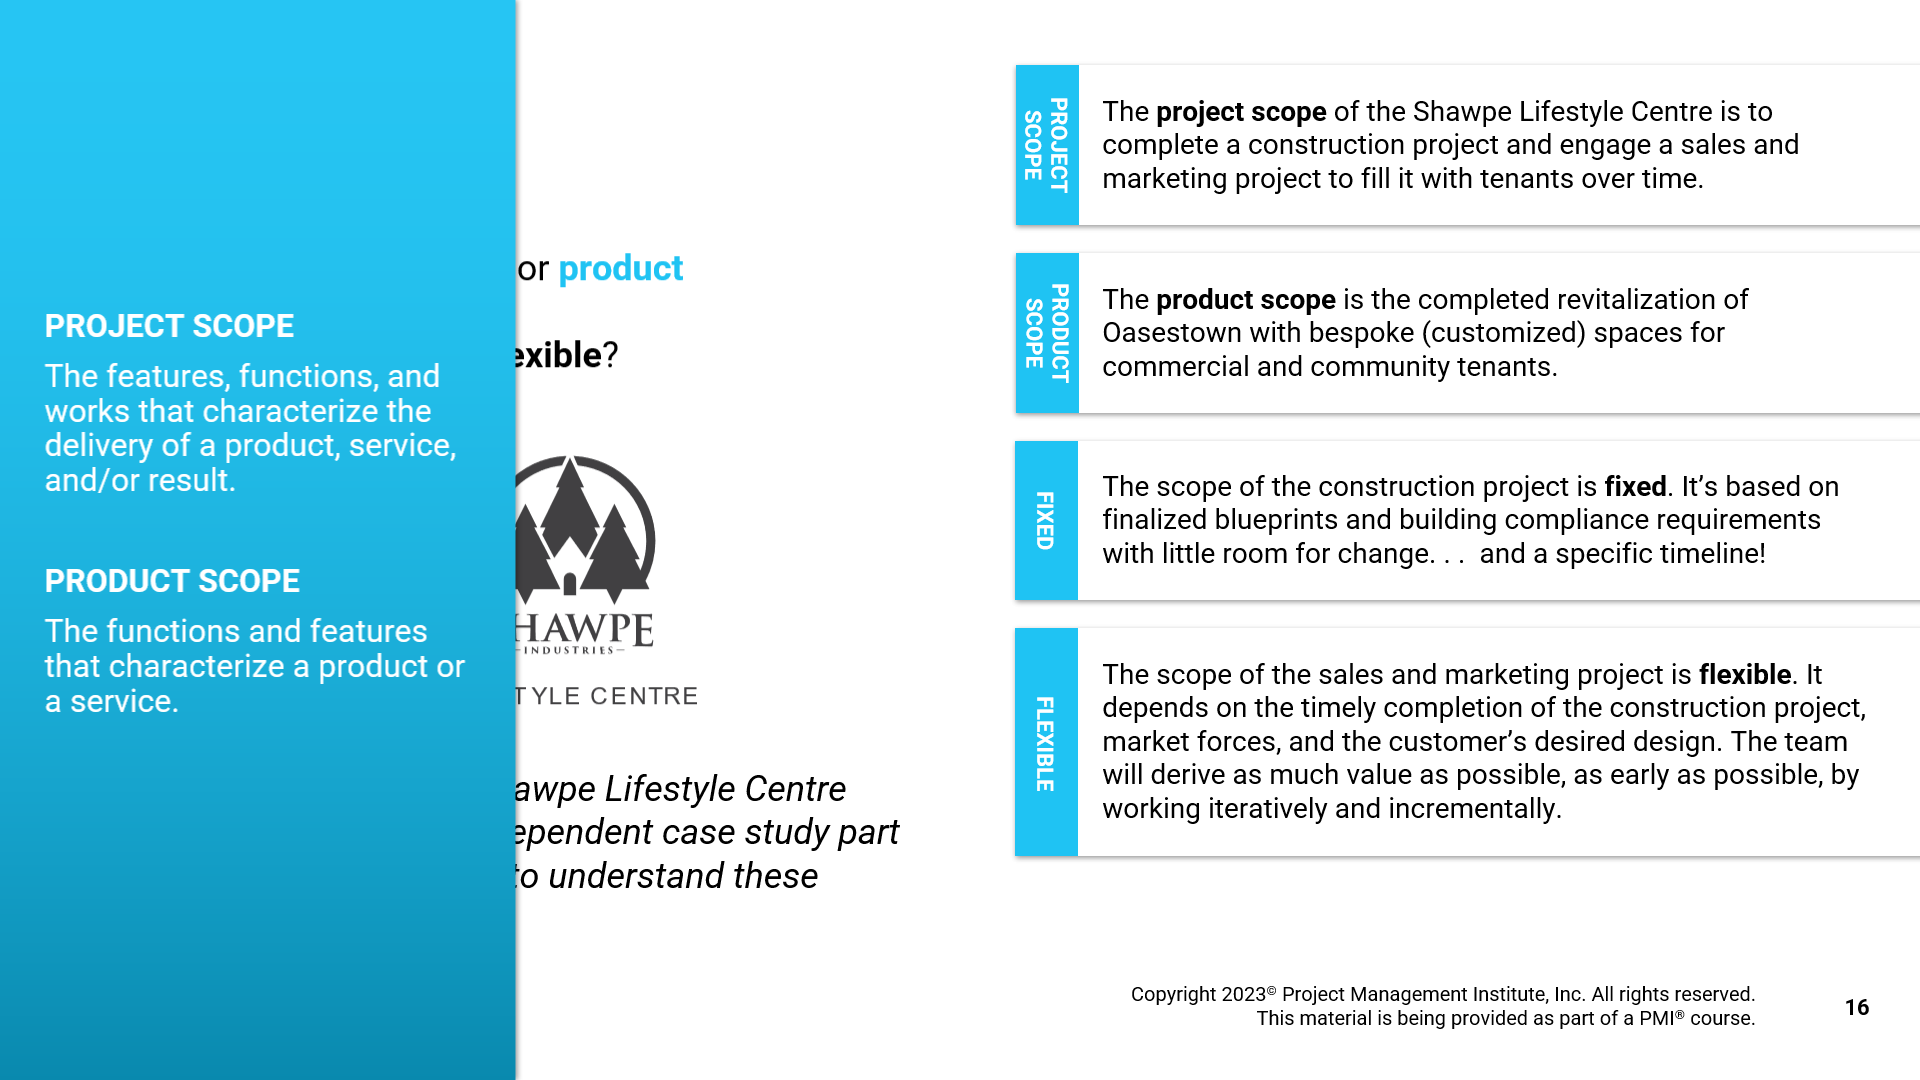 PROJECT SCOPE
The features, functions, and
works that characterize the
delivery of a product, service,
and/or result.
PRODUCT SCOPE
The functions and features
that characterize a product or
a service.
or product
exible?
HAWPE
INDUSTRIES
TYLE CENTRE
awpe Lifestyle Centre
ependent case study part
to understand these
PROJECT
SCOPE
The project scope of the Shawpe Lifestyle Centre is to
complete a construction project and engage a sales and
marketing project to fill it with tenants over time.
PRODUCT
SCOPE
The product scope is the completed revitalization of
Oasestown with bespoke (customized) spaces for
commercial and community tenants.
FIXED
The scope of the construction project is fixed. It’s based on
finalized blueprints and building compliance requirements
with little room for change. . .  and a specific timeline!
FLEXIBLE
The scope of the sales and marketing project is flexible. It
depends on the timely completion of the construction project,
market forces, and the customer’s desired design. The team
will derive as much value as possible, as early as possible, by
working iteratively and incrementally.
Copyright 2023© Project Management Institute, Inc. All rights reserved.
This material is being provided as part of a PMI® course.
16